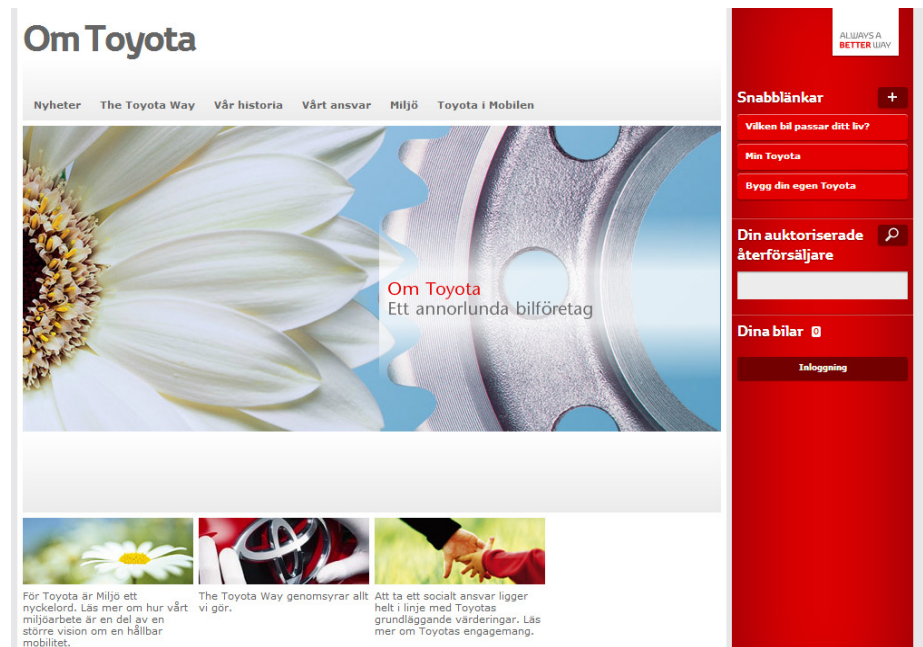 Om Toyota
Nyheter The Toyota Way Vår historia Vårt ansvar Miljö Toyota i Mobilen
Om Toyota
Ett annorlunda bilföretag
För Toyota är Miljö ett
nyckelord. Läs mer om hur vårt
miljöarbete är en del av en
större vision om en hållbar
mobilitet.
The Toyota Way genomsyrar allt
vi gör.
Att ta ett socialt ansvar ligger
helt i linje med Toyotas
grundläggande värderingar. Läs
mer om Toyotas engagemang.
ALWAYS A
BETTER WAY
Snabblänkar +
Vilken bil passar ditt liv?
Min Toyota
Bygg din egen Toyota
Din auktoriserade
återförsäljare
Dina bilar 0
Inloggning